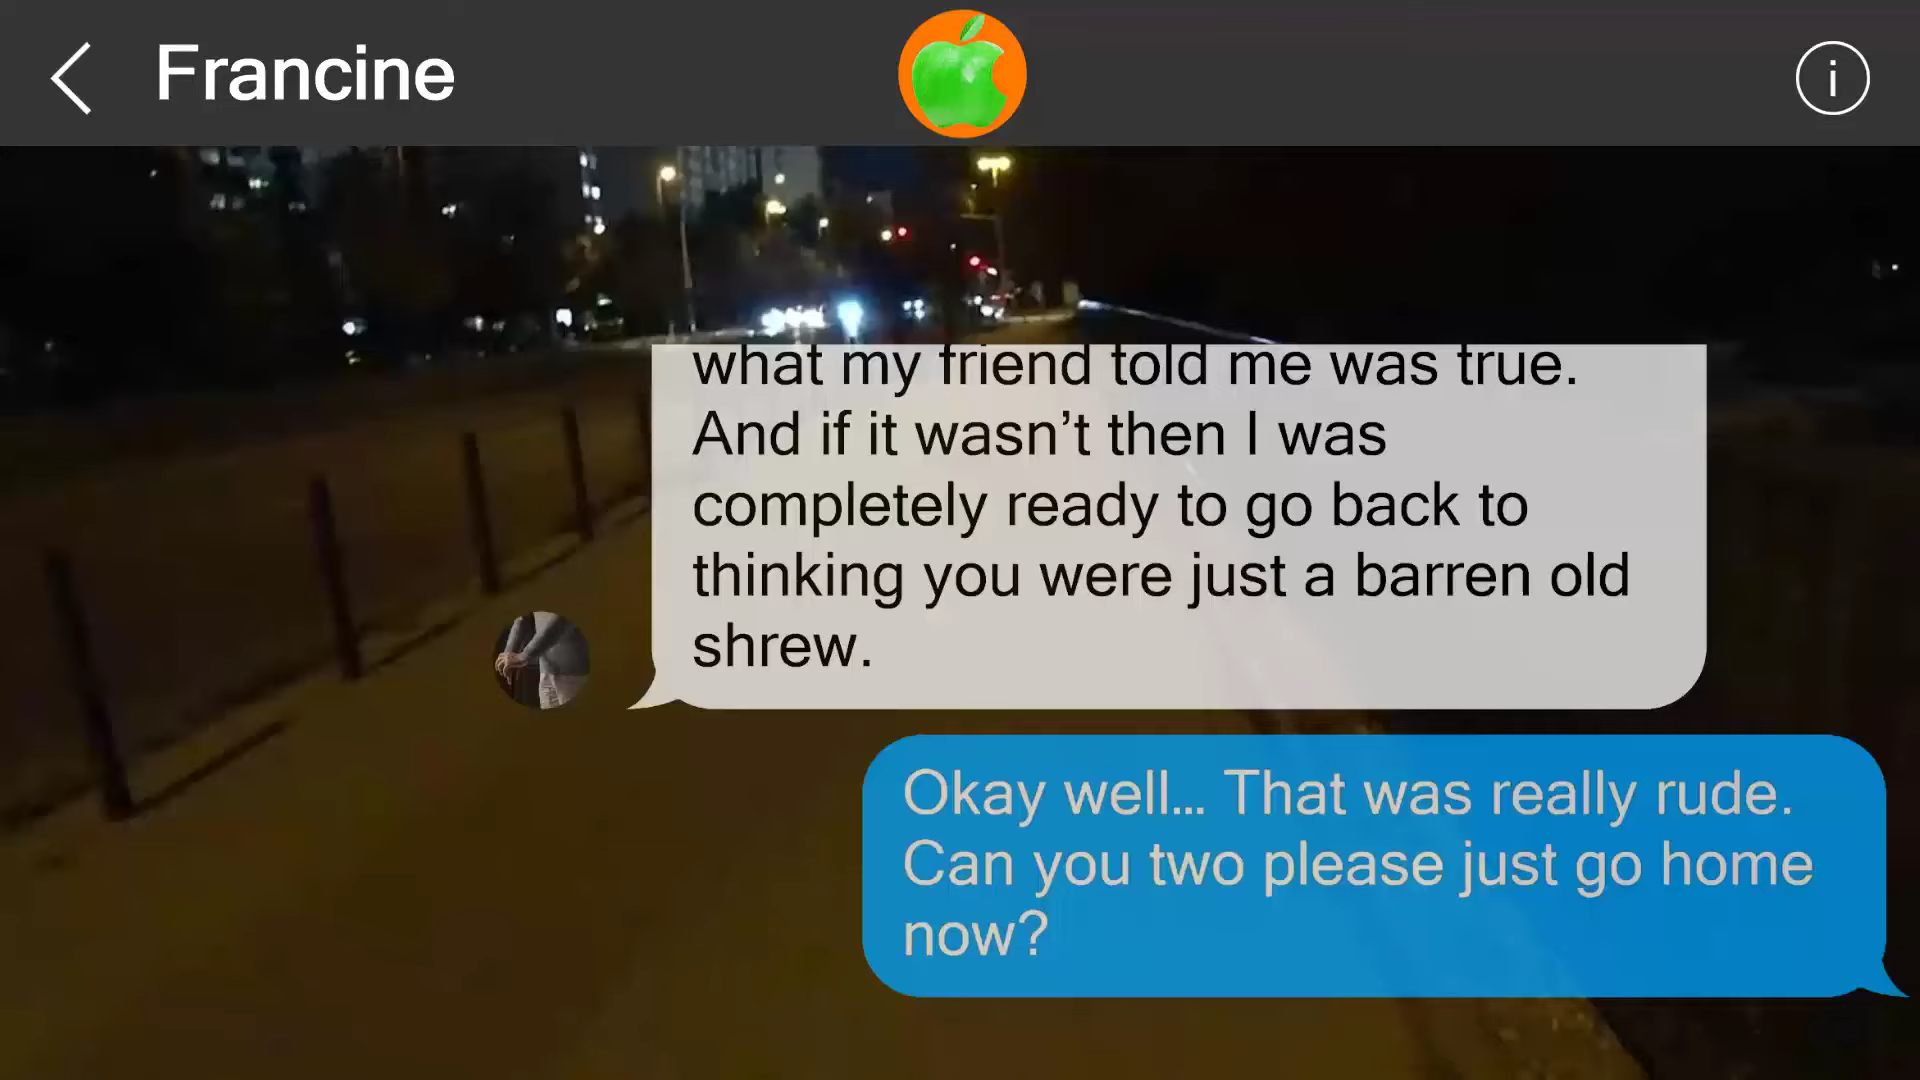 Francine
i
what my friend told me was true.
And if it wasn’t then I was
completely ready to go back to
thinking you were just a barren old
shrew.
Okay well... That was really rude.
Can you two please just go home
now?